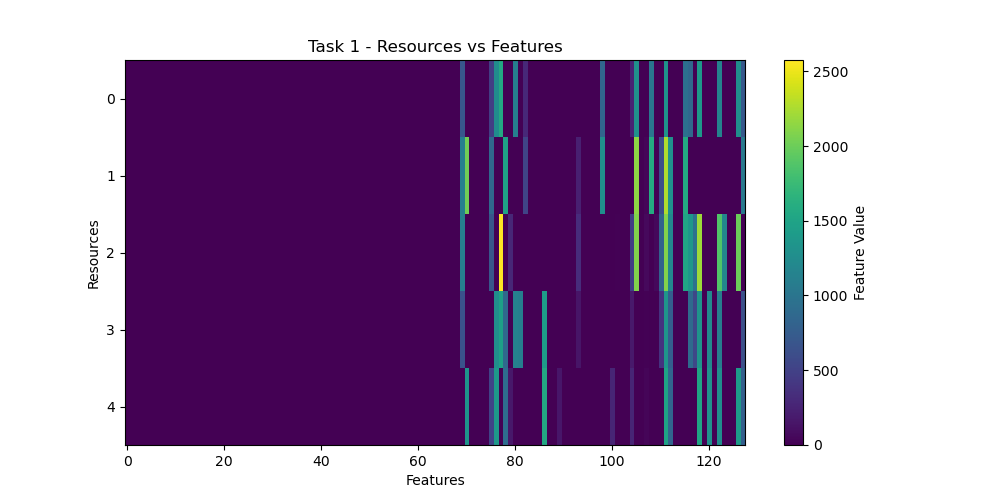 Task 1 - Resources vs Features
Resources
0
1
2
3
4
0 20 40 60 80 100 120
Features
2500
2000
1500
1000
500
0
Feature Value